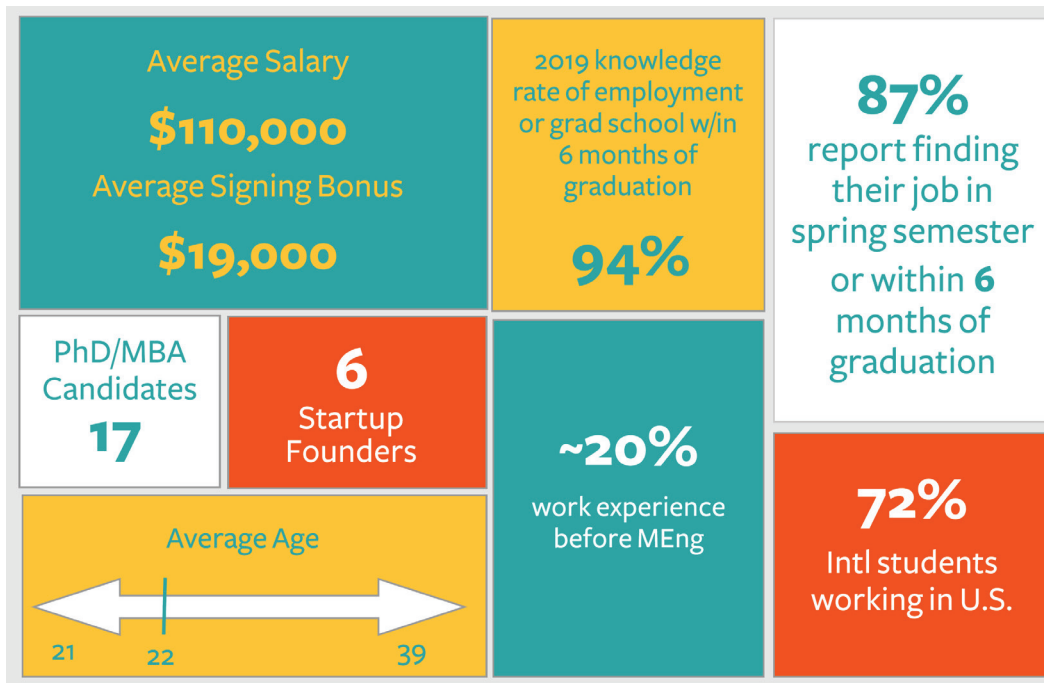 Average Salary
$110,000
Average Signing Bonus
$19,000
2019 knowledge
rate of employment
or grad school w/in
6 months of
graduation
94%
87%
report finding
their job in
spring semester
or within 6
months of
graduation
PhD/MBA
Candidates
17
6
Startup
Founders
~20%
work experience
before MEng
72%
Intl students
working in U.S.
Average Age
21
22
39